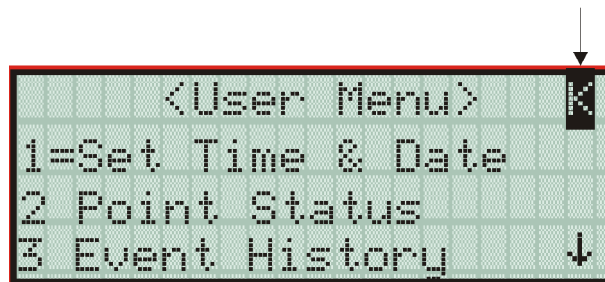 <User Menu> K
1=Set Time & Date
2 Point Status
3 Event History ↓